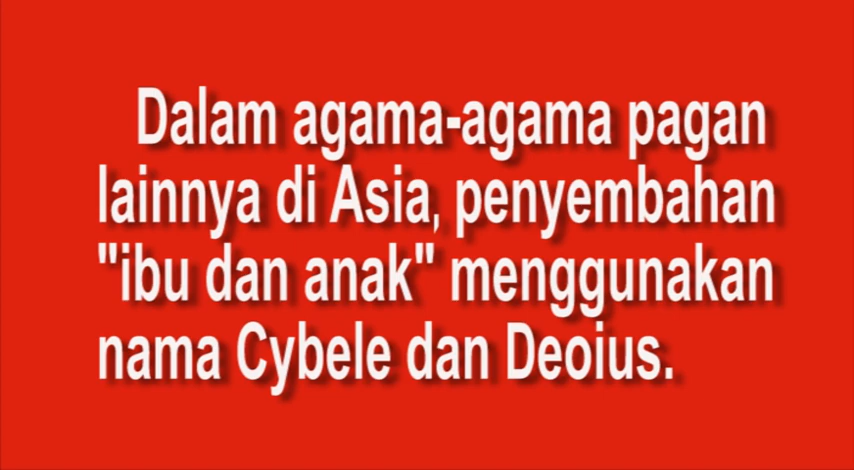 Dalam agama-agama pagan
lainnya di Asia, penyembahan
"ibu dan anak" menggunakan
nama Cybele dan Deoius.